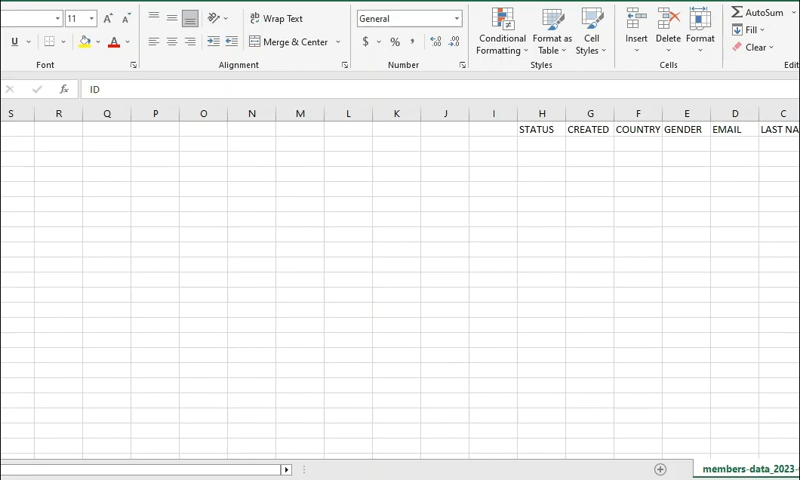 11 A A
Wrap Text
General
Conditional Formatting
Format as Table
Cell Styles
Insert
Delete
Format
AutoSum
Fill
Clear
U A
Merge & Center
$ % ,
Font
Alignment
Number
Styles
Cells
Edit
fx ID
S R Q P O N M L K J I H G F E D C
STATUS CREATED COUNTRY GENDER EMAIL LAST NA
members-data_2023-